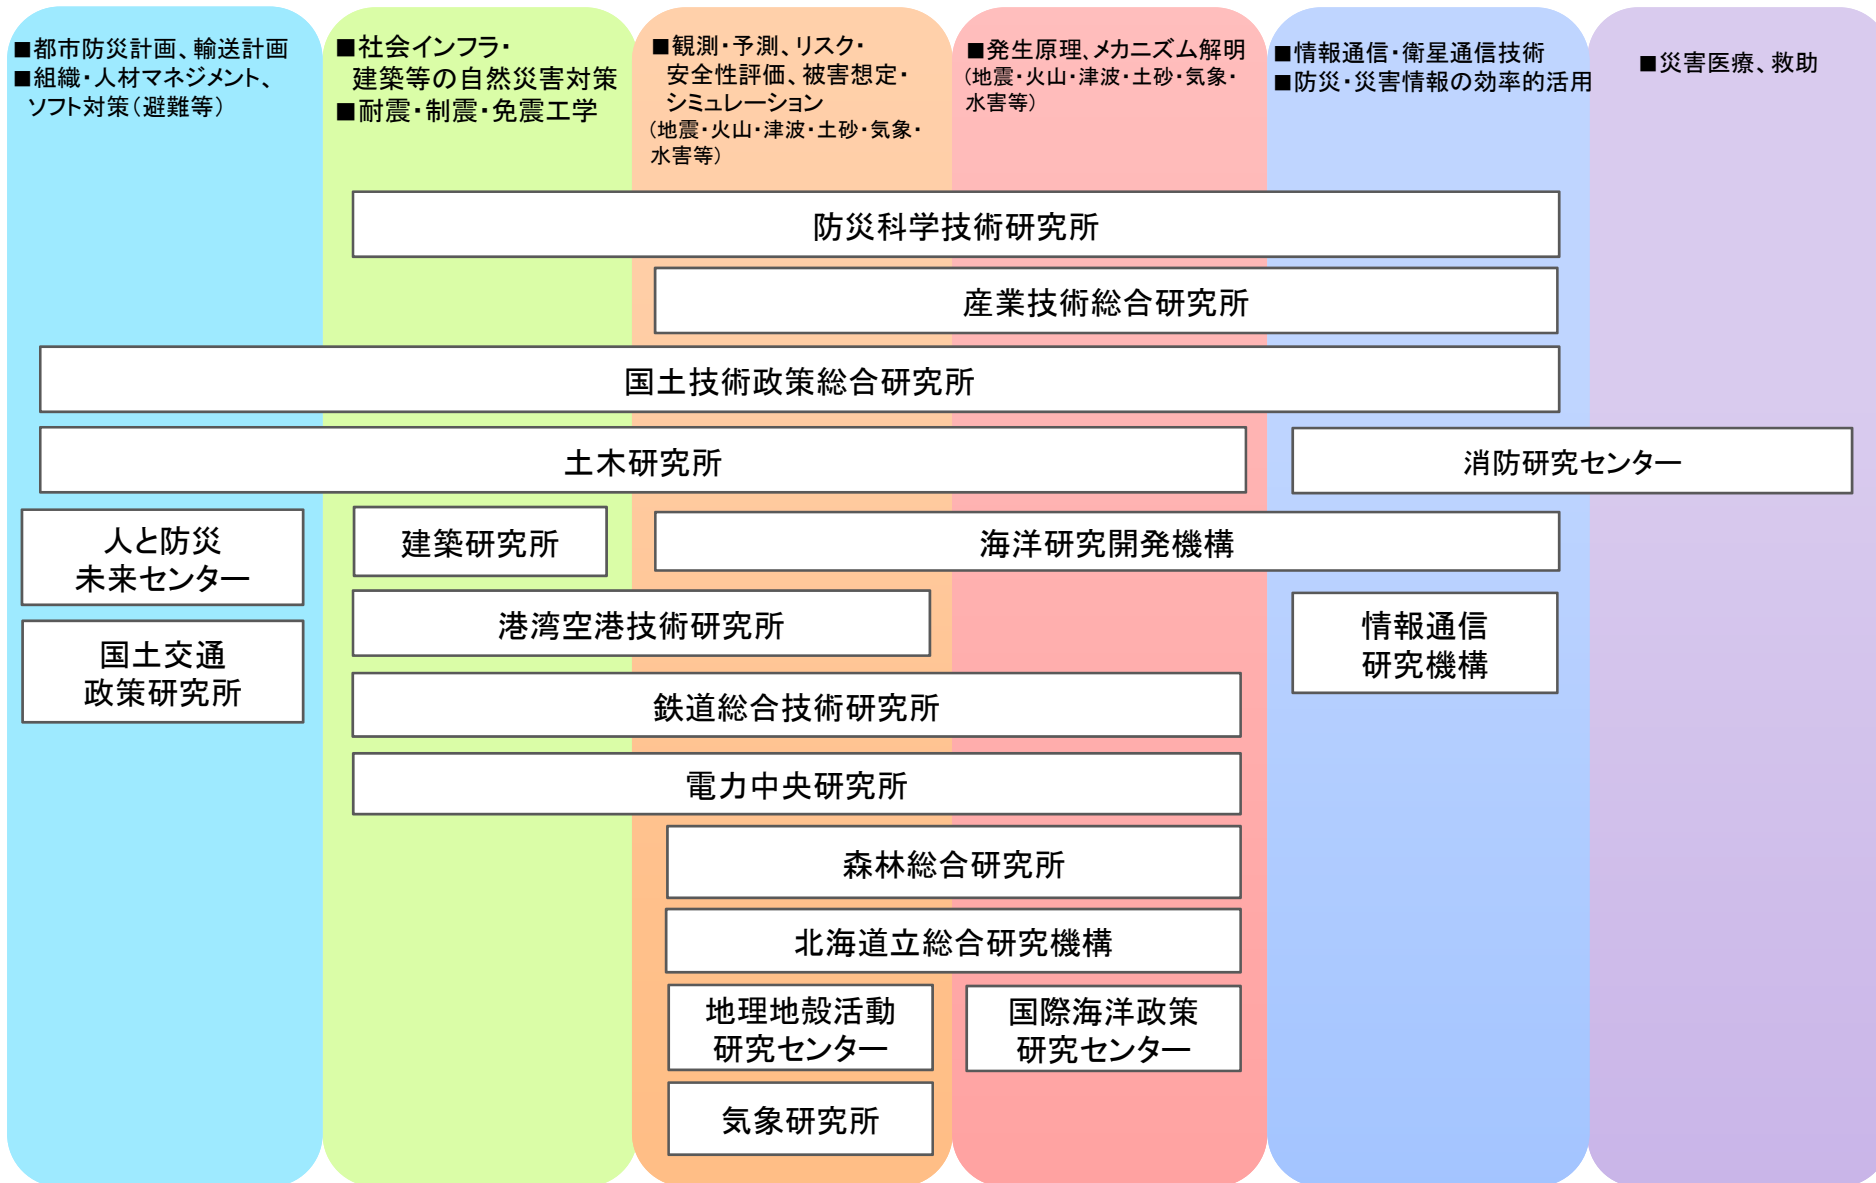 ■都市防災計画、輸送計画
■組織・人材マネジメント、
ソフト対策(避難等)
■社会インフラ・
建築等の自然災害対策
■耐震・制震・免震工学
■観測・予測、リスク・
安全性評価、被害想定・
シミュレーション
(地震・火山・津波・土砂・気象・
水害等)
■発生原理、メカニズム解明
(地震・火山・津波・土砂・気象・
水害等)
■情報通信・衛星通信技術
■防災・災害情報の効率的活用
■災害医療、救助
防災科学技術研究所
産業技術総合研究所
国土技術政策総合研究所
土木研究所
消防研究センター
人と防災
未来センター
建築研究所
海洋研究開発機構
港湾空港技術研究所
情報通信
研究機構
国土交通
政策研究所
鉄道総合技術研究所
電力中央研究所
森林総合研究所
北海道立総合研究機構
地理地殻活動
研究センター
国際海洋政策
研究センター
気象研究所